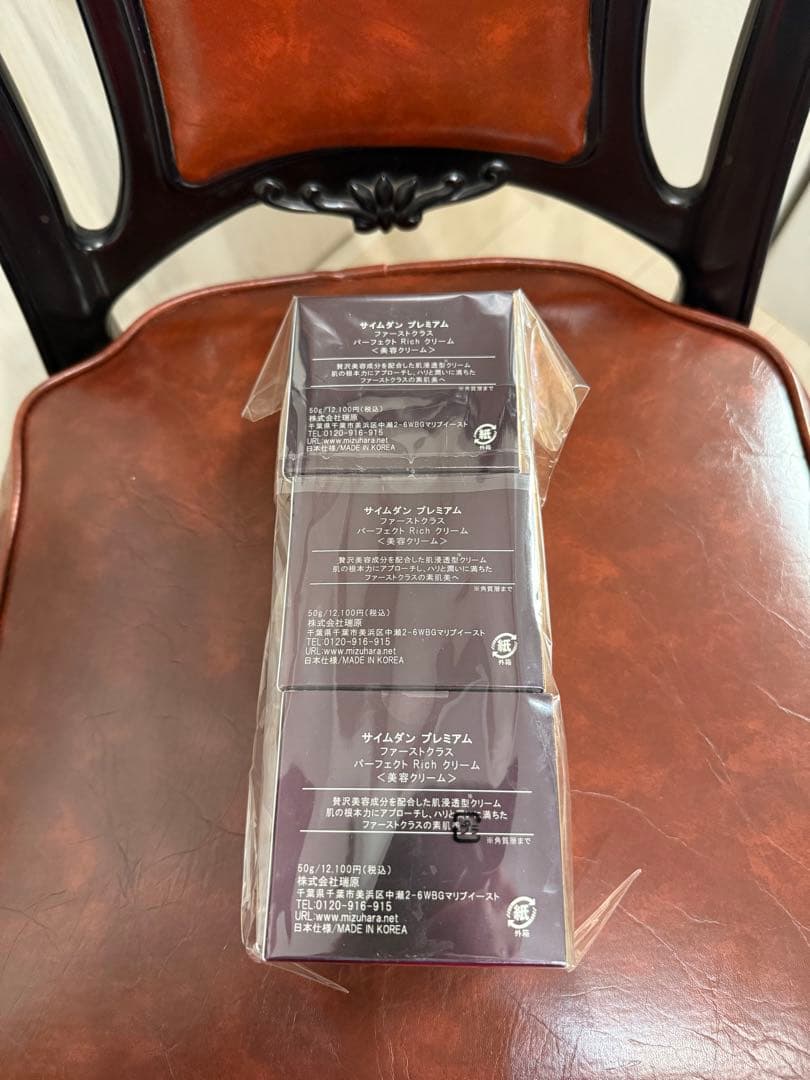 サイムダン プレミアム
ファーストクラス
パーフェクト Rich クリーム
＜美容クリーム＞
贅沢美容成分を配合した肌浸透型※クリーム
肌の根本力にアプローチし、ハリと潤いに満ちた
ファーストクラスの素肌美へ
※角質層まで
50g/12,100円(税込)
株式会社瑞原
千葉県千葉市美浜区中瀬2-6WBGマリブイースト
TEL:0120-916-915
URL:www.mizuhara.net
日本仕様/MADE IN KOREA
紙
外箱
サイムダン プレミアム
ファーストクラス
パーフェクト Rich クリーム
＜美容クリーム＞
贅沢美容成分を配合した肌浸透型※クリーム
肌の根本力にアプローチし、ハリと潤いに満ちた
ファーストクラスの素肌美へ
※角質層まで
50g/12,100円(税込)
株式会社瑞原
千葉県千葉市美浜区中瀬2-6WBGマリブイースト
TEL:0120-916-915
URL:www.mizuhara.net
日本仕様/MADE IN KOREA
紙
外箱
サイムダン プレミアム
ファーストクラス
パーフェクト Rich クリーム
＜美容クリーム＞
贅沢美容成分を配合した肌浸透型※クリーム
肌の根本力にアプローチし、ハリと潤いに満ちた
ファーストクラスの素肌美
プラ
※角質層まで
50g/12,100円(税込)
株式会社瑞原
千葉県千葉市美浜区中瀬2-6WBGマリブイースト
TEL:0120-916-915
URL:www.mizuhara.net
日本仕様/MADE IN KOREA
紙
外箱